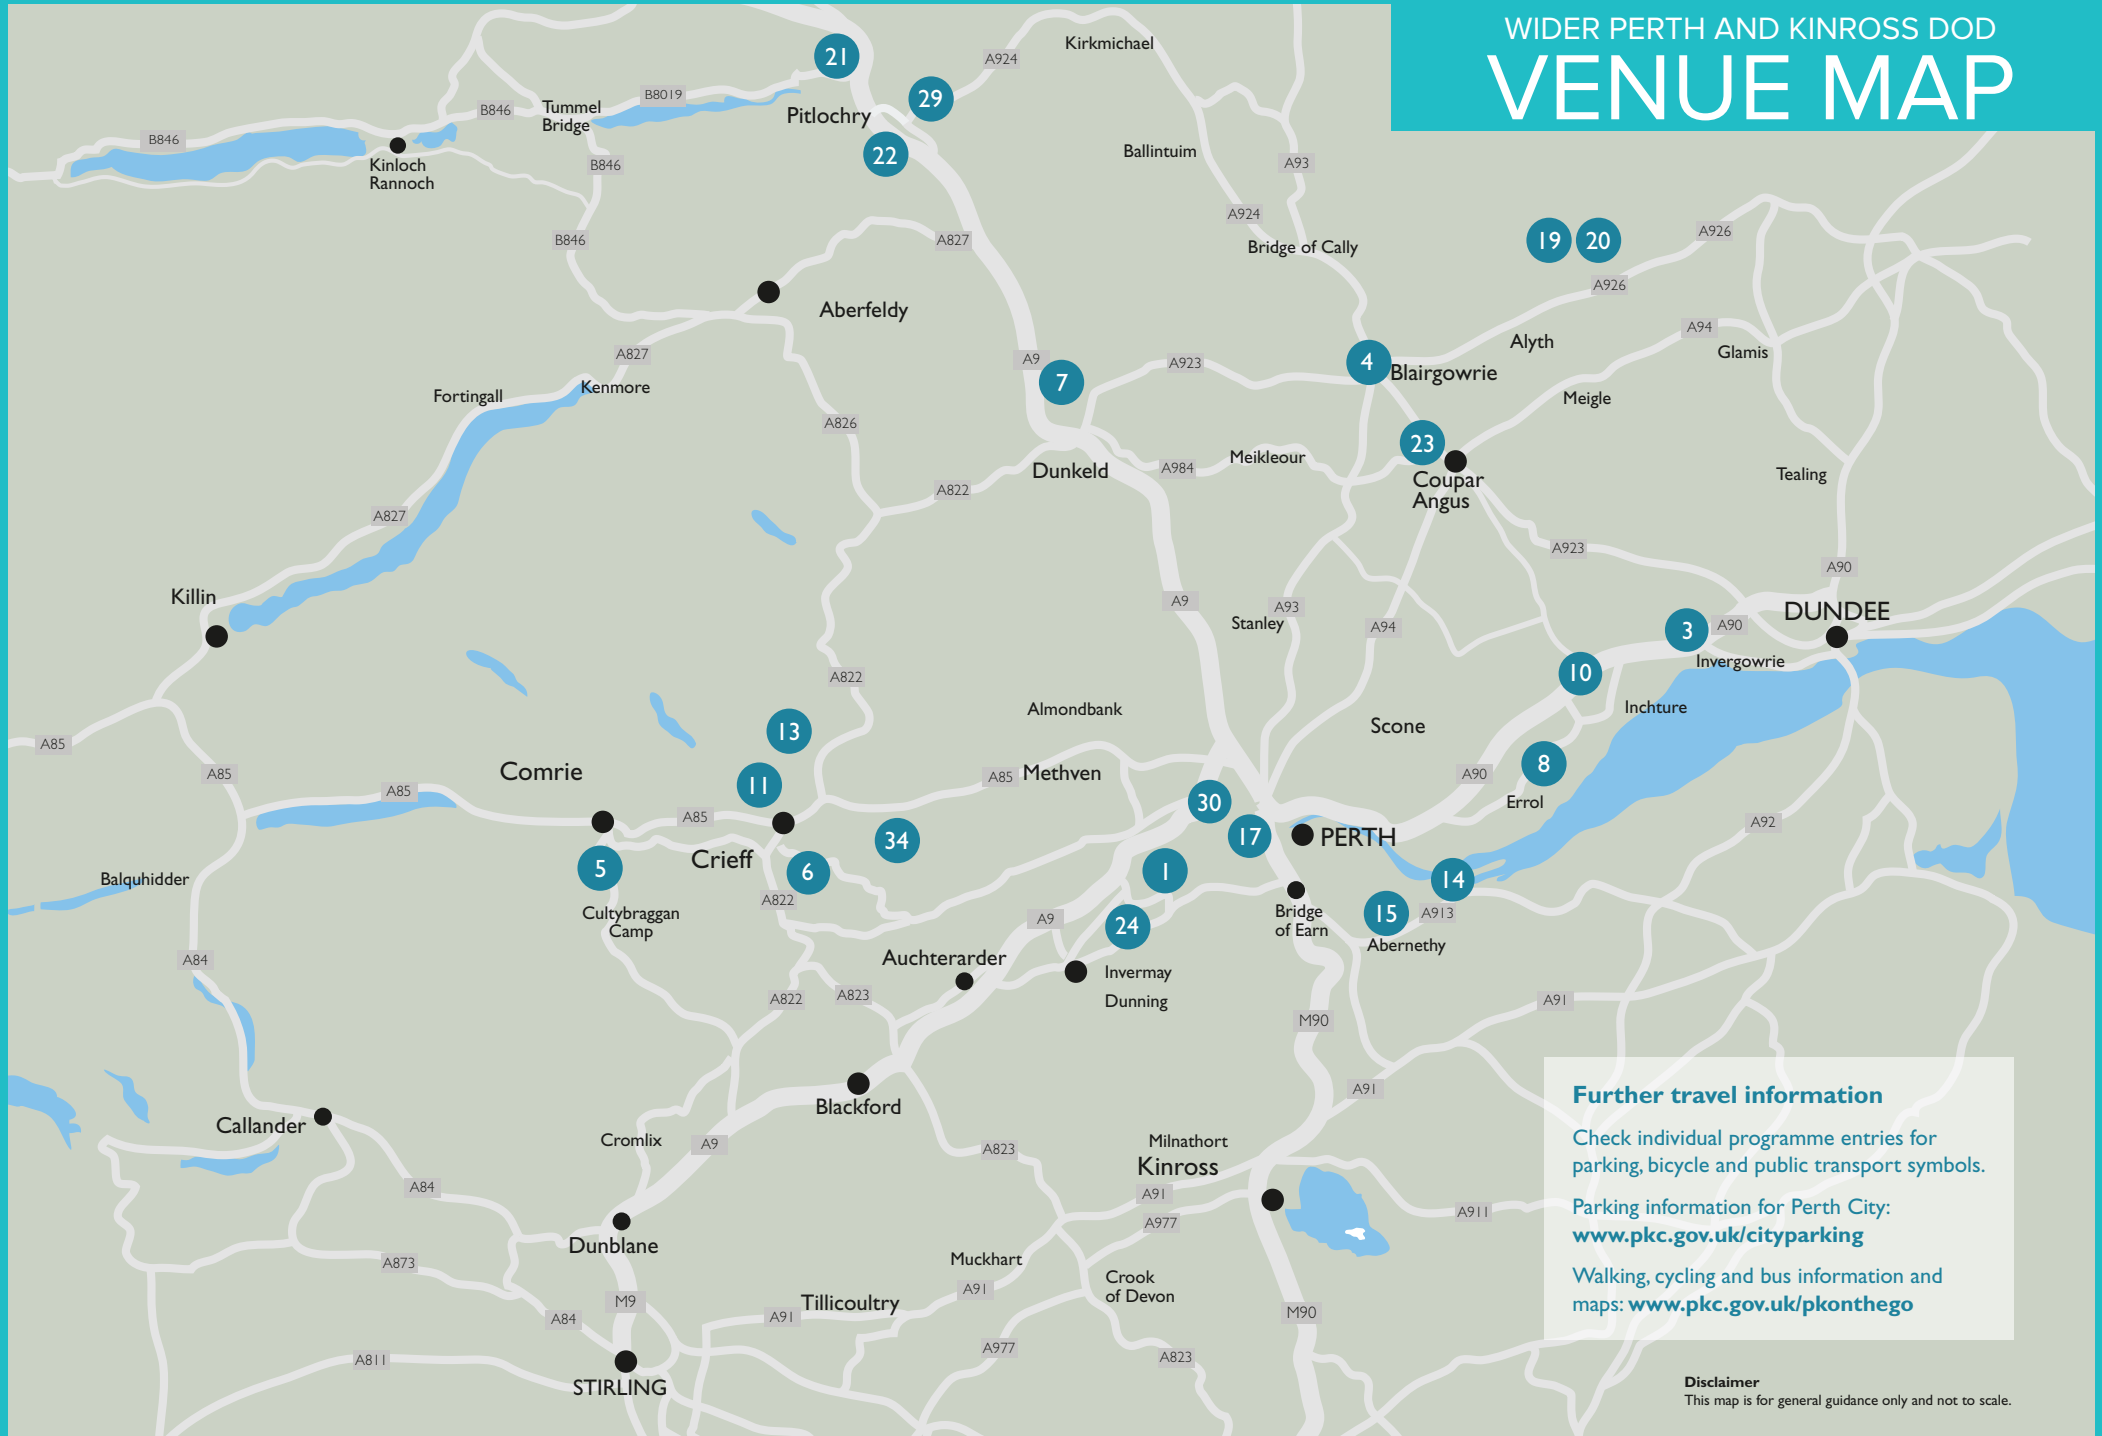 WIDER PERTH AND KINROSS DOD
VENUE MAP
21
A924
Kirkmichael
B8019
29
B846
Tummel
Bridge
Pitlochry
B846
Kinloch
Rannoch
B846
22
Ballintuim
A93
A924
B846
A827
Bridge of Cally
19
20
A926
A926
Aberfeldy
A827
A9
7
A923
4
Blairgowrie
Alyth
A94
Glamis
Fortingall
Kenmore
Meigle
A826
23
Dunkeld
A984
Meikleour
Coupar
Angus
Tealing
A822
A827
A923
A90
Killin
A9
A93
Stanley
A94
3
A90
DUNDEE
Invergowrie
10
A822
Inchture
Almondbank
Scone
13
A85
A85
Comrie
11
A85
Methven
A90
8
A85
Errol
30
A85
17
PERTH
A92
34
Crieff
5
6
1
Balquhidder
14
A822
Cultybraggan
Camp
A9
24
Bridge
of Earn
15
A913
Abernethy
A84
Auchterarder
Invermay
Dunning
A822
A823
A91
M90
A91
Blackford
Callander
Cromlix
A9
A823
Milnathort
Kinross
A84
A91
A977
A911
Dunblane
A873
Muckhart
Crook
of Devon
A91
M9
Tillicoultry
A84
A91
M90
A977
A823
A811
STIRLING
Further travel information
Check individual programme entries for
parking, bicycle and public transport symbols.
Parking information for Perth City:
www.pkc.gov.uk/cityparking
Walking, cycling and bus information and
maps: www.pkc.gov.uk/pkonthego
Disclaimer
This map is for general guidance only and not to scale.